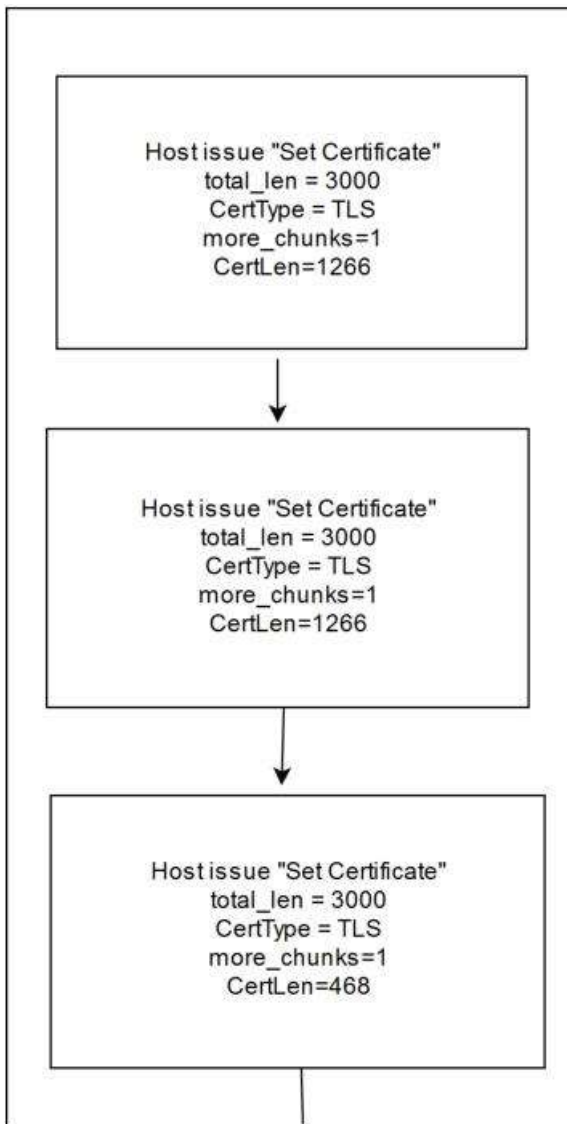 Host issue "Set Certificate"
total_len = 3000
CertType = TLS
more_chunks=1
CertLen=1266
Host issue "Set Certificate"
total_len = 3000
CertType = TLS
more_chunks=1
CertLen=1266
Host issue "Set Certificate"
total_len = 3000
CertType = TLS
more_chunks=1
CertLen=468